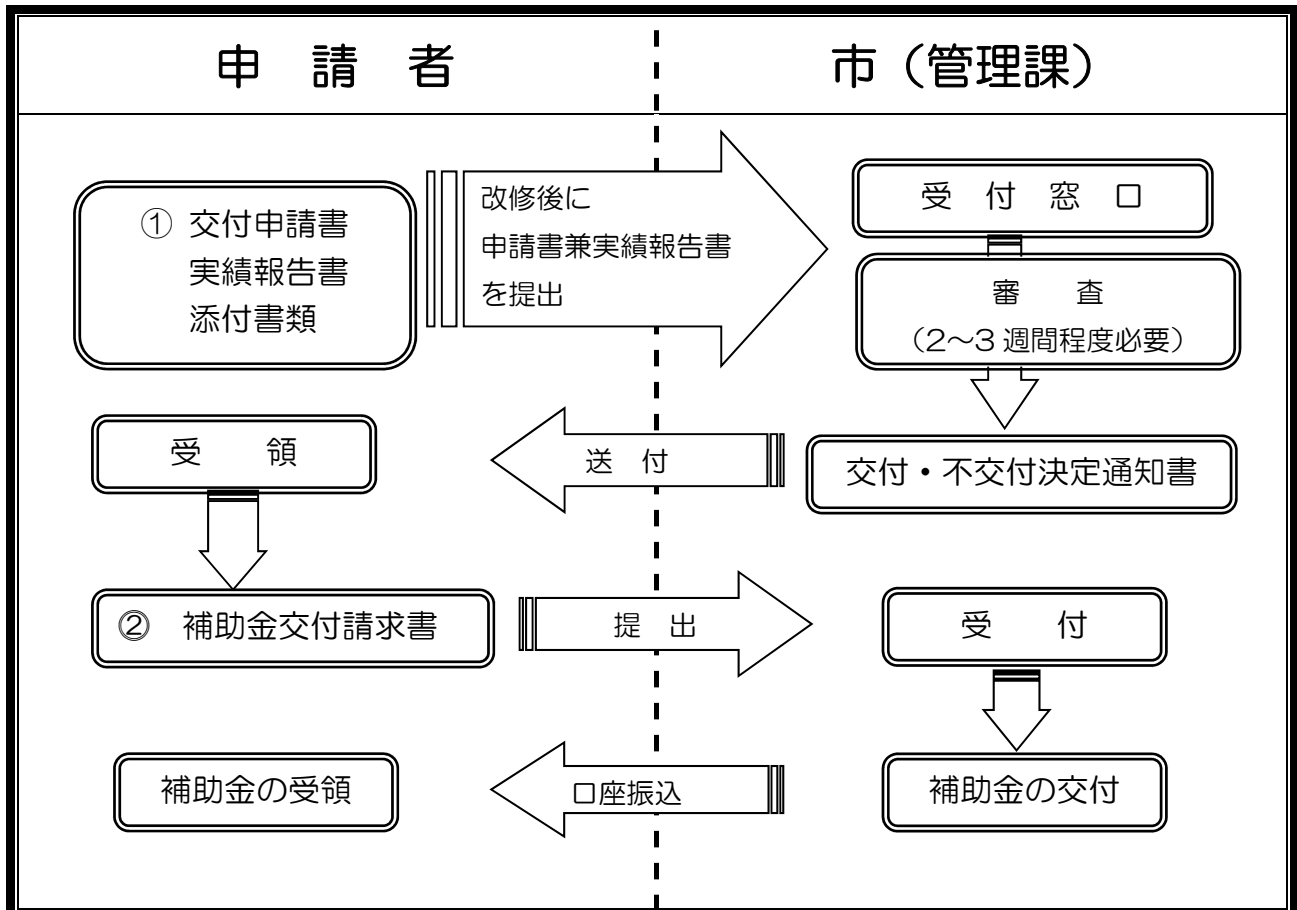 申 請 者
市（管理課）
① 交付申請書
実績報告書
添付書類
改修後に
申請書兼実績報告書
を提出
受 付 窓 口
審 査
（2～3 週間程度必要）
受 領
送 付
交付・不交付決定通知書
② 補助金交付請求書
提 出
受 付
補助金の受領
口座振込
補助金の交付